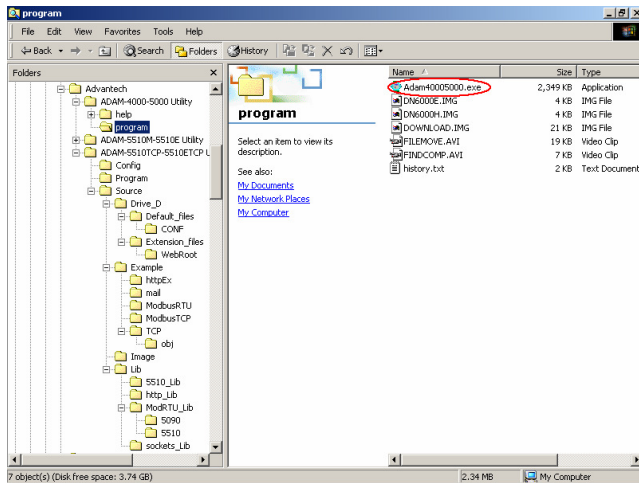 program
File Edit View Favorites Tools Help
Back Search Folders History
Folders
Advantech
ADAM-4000-5000 Utility
help
program
ADAM-5510M-5510E Utility
ADAM-5510TCP-5510ETCP U
Config
Program
Source
Drive_D
Default_files
CONF
Extension_files
WebRoot
Example
httpEx
mail
ModbusRTU
ModbusTCP
TCP
obj
Image
Lib
5510_Lib
http_Lib
ModRTU_Lib
5090
5510
sockets_Lib
program
Select an item to view its
description.
See also:
My Documents
My Network Places
My Computer
Name Size Type
Adam40005000.exe 2,349 KB Application
DN6000E.IMG 4 KB IMG File
DN6000H.IMG 4 KB IMG File
DOWNLOAD.IMG 21 KB IMG File
FILEMOVE.AVI 19 KB Video Clip
FINDCOMP.AVI 7 KB Video Clip
history.txt 2 KB Text Document
7 object(s) (Disk free space: 3.74 GB) 2.34 MB My Computer